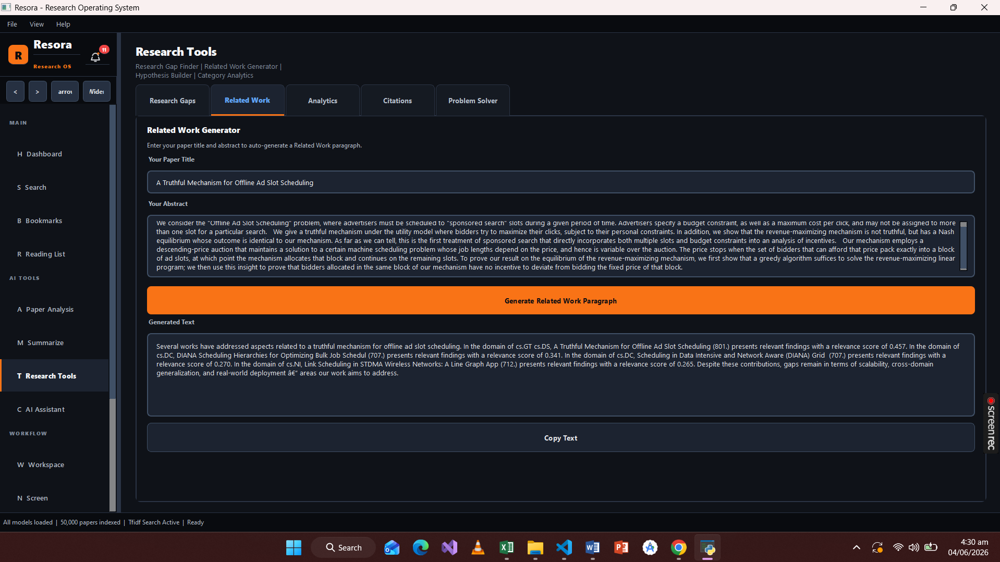 Resora - Research Operating System
File View Help
R
Resora
Research OS
11
< > arrov Wider
MAIN
H Dashboard
S Search
B Bookmarks
R Reading List
AI TOOLS
A Paper Analysis
M Summarize
T Research Tools
C AI Assistant
WORKFLOW
W Workspace
N Screen
Research Tools
Research Gap Finder | Related Work Generator |
Hypothesis Builder | Category Analytics
Research Gaps Related Work Analytics Citations Problem Solver
Related Work Generator
Enter your paper title and abstract to auto-generate a Related Work paragraph.
Your Paper Title
A Truthful Mechanism for Offline Ad Slot Scheduling
Your Abstract
We consider the "Offline Ad Slot Scheduling" problem, where advertisers must be scheduled to "sponsored search" slots during a given period of time. Advertisers specify a budget constraint, as well as a maximum cost per click, and may not be assigned to more
than one slot for a particular search.   We give a truthful mechanism under the utility model where bidders try to maximize their clicks, subject to their personal constraints. In addition, we show that the revenue-maximizing mechanism is not truthful, but has a Nash
equilibrium whose outcome is identical to our mechanism. As far as we can tell, this is the first treatment of sponsored search that directly incorporates both multiple slots and budget constraints into an analysis of incentives.   Our mechanism employs a
descending-price auction that maintains a solution to a certain machine scheduling problem whose job lengths depend on the price, and hence is variable over the auction. The price stops when the set of bidders that can afford that price pack exactly into a block
of ad slots, at which point the mechanism allocates that block and continues on the remaining slots. To prove our result on the equilibrium of the revenue-maximizing mechanism, we first show that a greedy algorithm suffices to solve the revenue-maximizing linear
program; we then use this insight to prove that bidders allocated in the same block of our mechanism have no incentive to deviate from bidding the fixed price of that block.
Generate Related Work Paragraph
Generated Text
Several works have addressed aspects related to a truthful mechanism for offline ad slot scheduling. In the domain of cs.GT cs.DS, A Truthful Mechanism for Offline Ad Slot Scheduling (801.) presents relevant findings with a relevance score of 0.457. In the domain of
cs.DC, DIANA Scheduling Hierarchies for Optimizing Bulk Job Schedul (707.) presents relevant findings with a relevance score of 0.341. In the domain of cs.DC, Scheduling in Data Intensive and Network Aware (DIANA) Grid  (707.) presents relevant findings with a
relevance score of 0.270. In the domain of cs.NI, Link Scheduling in STDMA Wireless Networks: A Line Graph App (712.) presents relevant findings with a relevance score of 0.265. Despite these contributions, gaps remain in terms of scalability, cross-domain
generalization, and real-world deployment â€" areas our work aims to address.
Copy Text
screenrec
All models loaded | 50,000 papers indexed | Tfidf Search Active | Ready
Search
4:30 am
04/06/2026